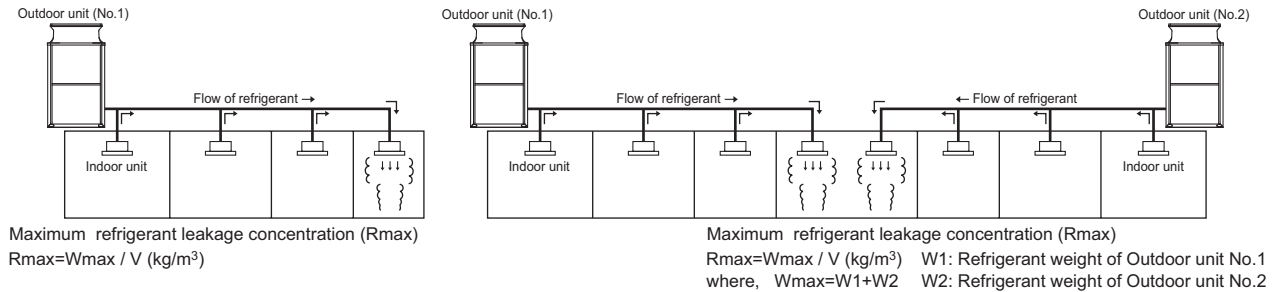 Outdoor unit (No.1)
Flow of refrigerant →
Indoor unit
Maximum refrigerant leakage concentration (Rmax)
Rmax=Wmax / V (kg/m³)
Outdoor unit (No.1)
Outdoor unit (No.2)
Flow of refrigerant →
← Flow of refrigerant
Indoor unit
Indoor unit
Maximum refrigerant leakage concentration (Rmax)
Rmax=Wmax / V (kg/m³) W1: Refrigerant weight of Outdoor unit No.1
where, Wmax=W1+W2 W2: Refrigerant weight of Outdoor unit No.2